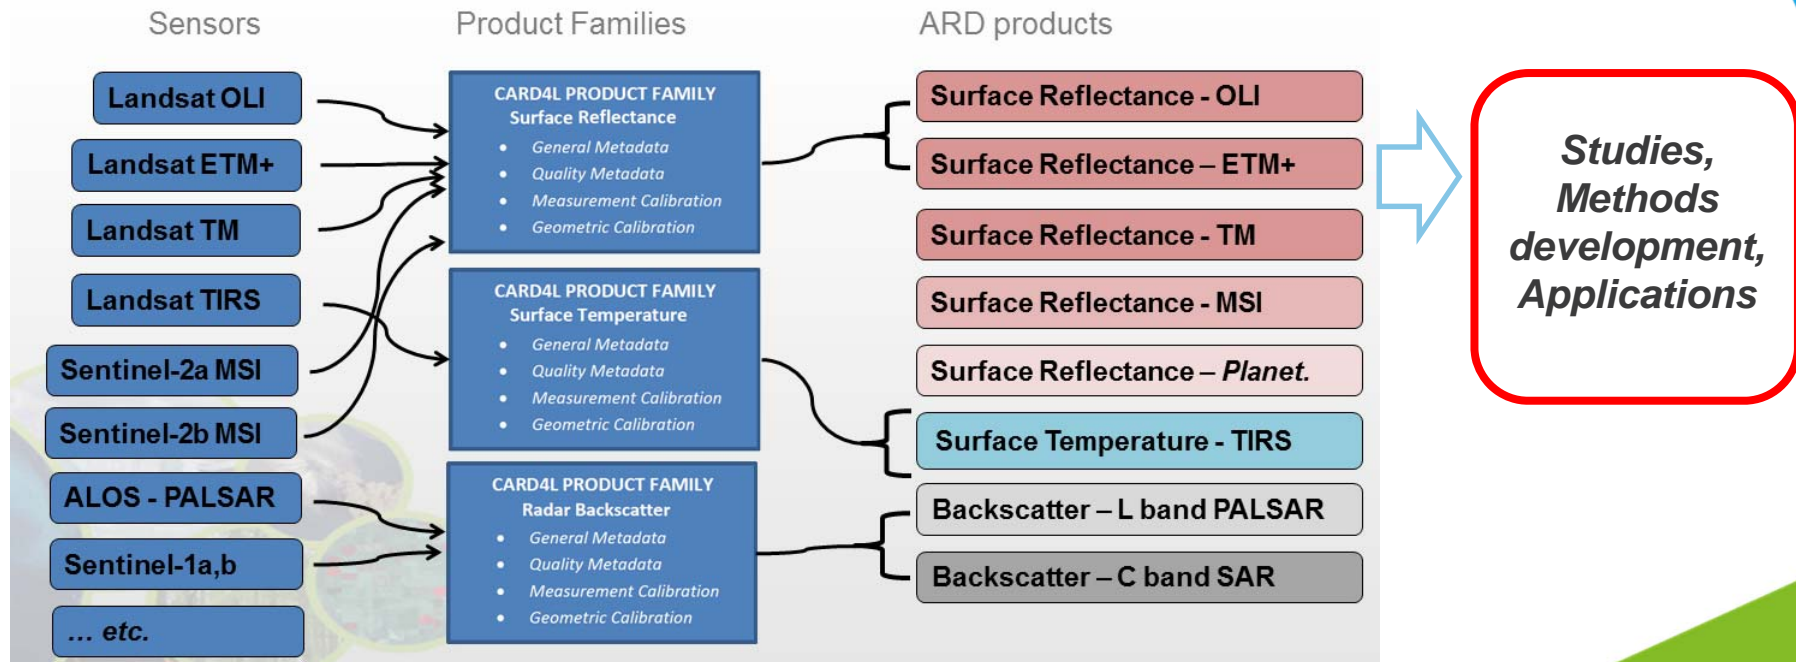 Sensors
Product Families
ARD products
Landsat OLI
Landsat ETM+
Landsat TM
Landsat TIRS
Sentinel-2a MSI
Sentinel-2b MSI
ALOS - PALSAR
Sentinel-1a,b
... etc.
CARD4L PRODUCT FAMILY
Surface Reflectance
• General Metadata
• Quality Metadata
• Measurement Calibration
• Geometric Calibration
CARD4L PRODUCT FAMILY
Surface Temperature
• General Metadata
• Quality Metadata
• Measurement Calibration
• Geometric Calibration
CARD4L PRODUCT FAMILY
Radar Backscatter
• General Metadata
• Quality Metadata
• Measurement Calibration
• Geometric Calibration
Surface Reflectance - OLI
Surface Reflectance – ETM+
Surface Reflectance - TM
Surface Reflectance - MSI
Surface Reflectance – Planet.
Surface Temperature - TIRS
Backscatter – L band PALSAR
Backscatter – C band SAR
Studies,
Methods
development,
Applications